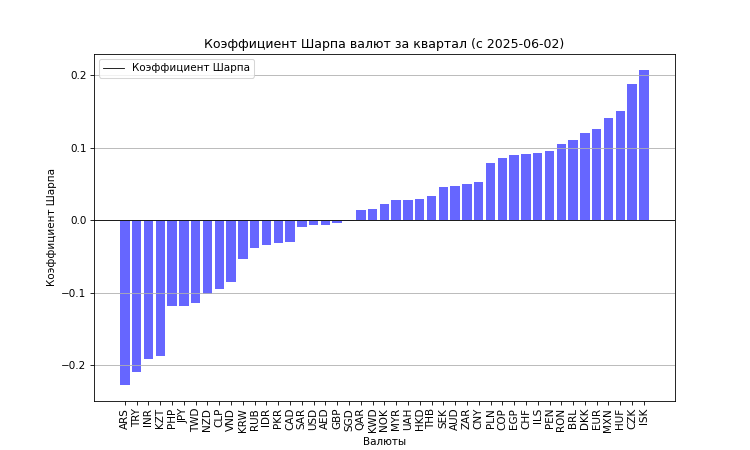 Коэффициент Шарпа валют за квартал (с 2025-06-02)
Коэффициент Шарпа
0.2
0.1
0.0
−0.1
−0.2
Коэффициент Шарпа
ARS TRY INR KZT PHP JPY TWD NZD CLP VND KRW RUB IDR PKR CAD SAR USD AED GBP SGD QAR KWD NOK MYR UAH HKD THB SEK AUD ZAR CNY PLN COP EGP CHF ILS PEN RON BRL DKK EUR MXN HUF CZK ISK
Валюты